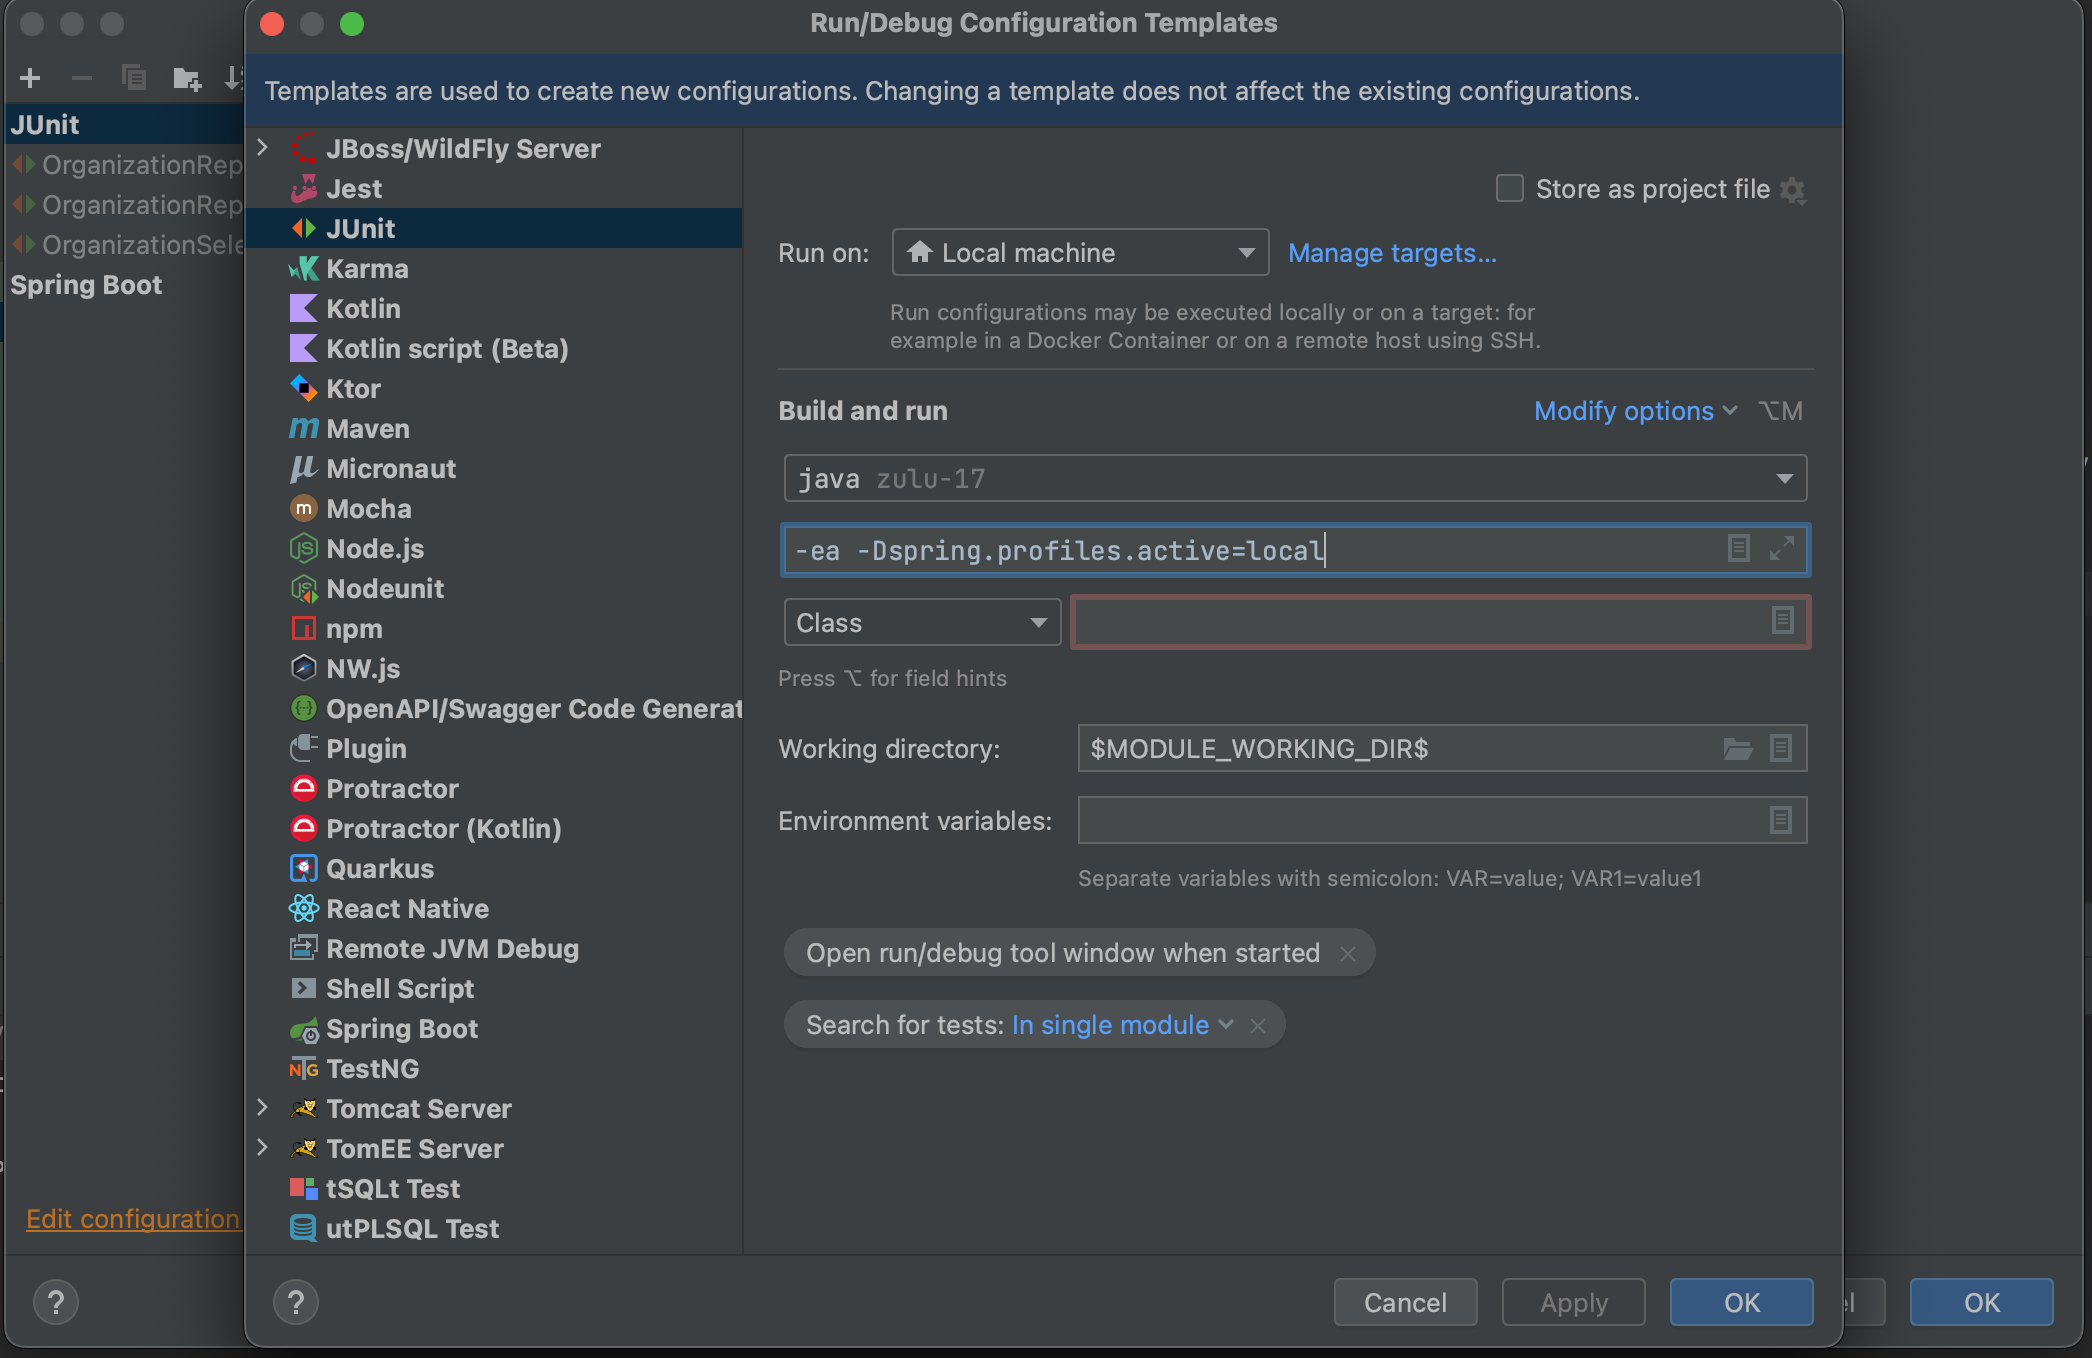 Run/Debug Configuration Templates
Templates are used to create new configurations. Changing a template does not affect the existing configurations.
JUnit
OrganizationRep
OrganizationRep
OrganizationSele
Spring Boot
Edit configuration
JBoss/WildFly Server
Jest
JUnit
Karma
Kotlin
Kotlin script (Beta)
Ktor
Maven
Micronaut
Mocha
Node.js
Nodeunit
npm
NW.js
OpenAPI/Swagger Code Generat
Plugin
Protractor
Protractor (Kotlin)
Quarkus
React Native
Remote JVM Debug
Shell Script
Spring Boot
TestNG
Tomcat Server
TomEE Server
tSQLt Test
utPLSQL Test
Store as project file
Run on: Local machine Manage targets...
Run configurations may be executed locally or on a target: for
example in a Docker Container or on a remote host using SSH.
Build and run Modify options ⌥M
java zulu-17
-ea -Dspring.profiles.active=local
Class
Press ⌥ for field hints
Working directory: $MODULE_WORKING_DIR$
Environment variables:
Separate variables with semicolon: VAR=value; VAR1=value1
Open run/debug tool window when started
Search for tests: In single module
? ? Cancel Apply OK OK